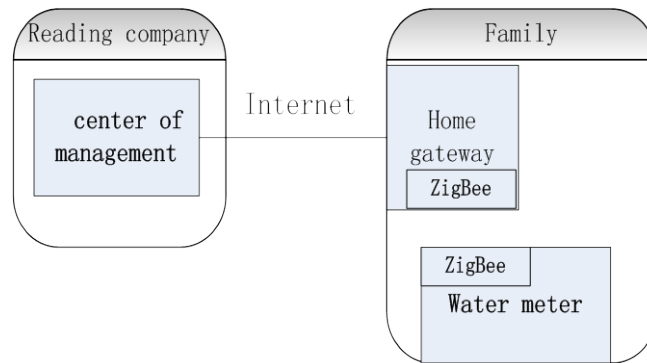 Reading company
center of
management
Internet
Family
Home
gateway
ZigBee
ZigBee
Water meter